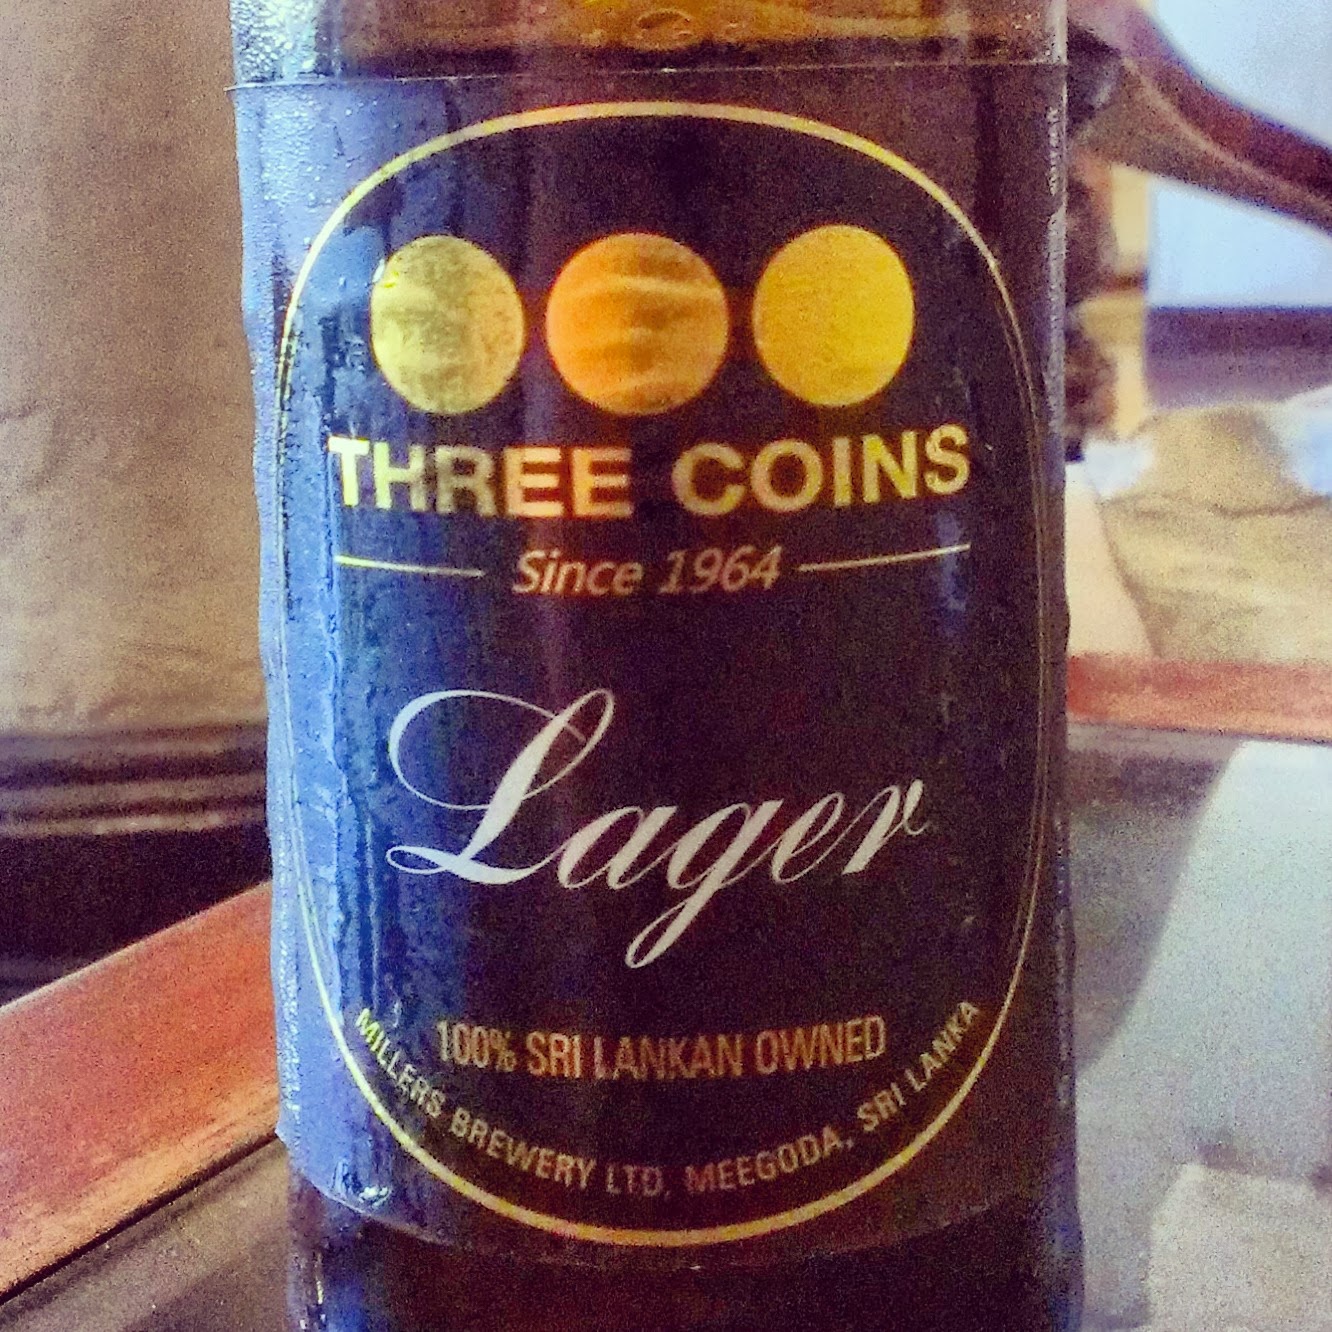 THREE COINS
Since 1964
Lager
100% SRI LANKAN OWNED
MILLERS BREWERY LTD, MEEGODA, SRI LANKA